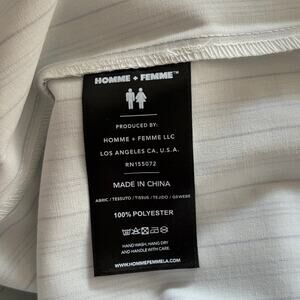 HOMME + FEMME™
PRODUCED BY:
HOMME + FEMME LLC
LOS ANGELES CA, U.S.A.
RN155072
MADE IN CHINA
ABRIC / TESSUTO / TISSUE / TEJIDO / GEWEBE
100% POLYESTER
HAND WASH, HANG DRY
AND HANDLE WITH CARE.
WWW.HOMMEFEMMELA.COM